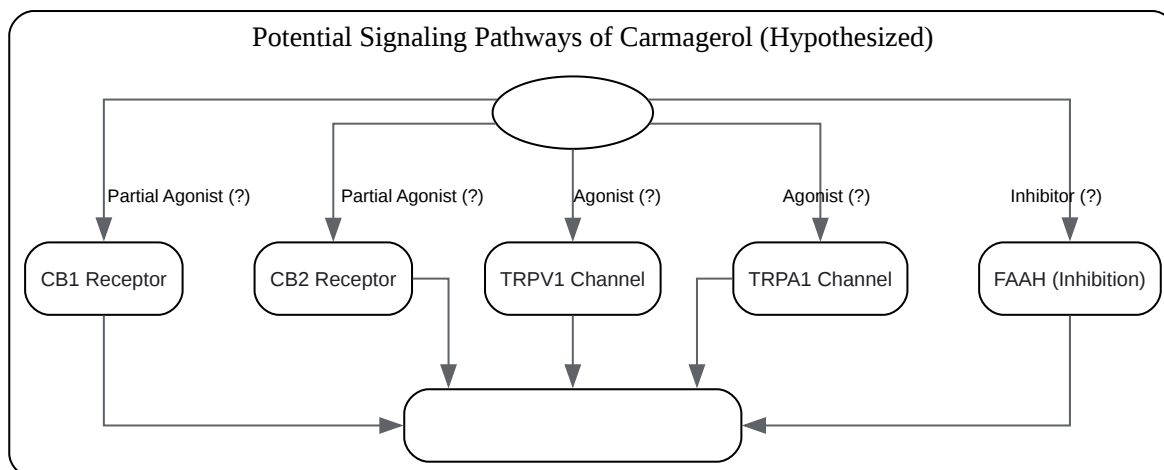 Potential Signaling Pathways of Carmagerol (Hypothesized)
Partial Agonist (?)
Partial Agonist (?)
Agonist (?)
Agonist (?)
Inhibitor (?)
CB1 Receptor
CB2 Receptor
TRPV1 Channel
TRPA1 Channel
FAAH (Inhibition)